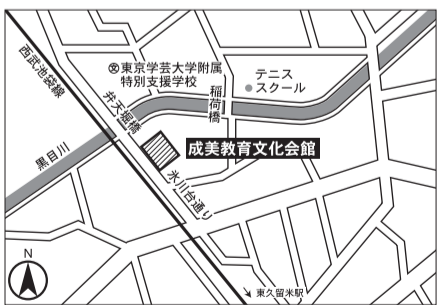 西武池袋線
東京学芸大学附属
特別支援学校
テニス
スクール
稲荷橋
弁天堀橋
黒目川
成美教育文化会館
氷川台通り
N
東久留米駅